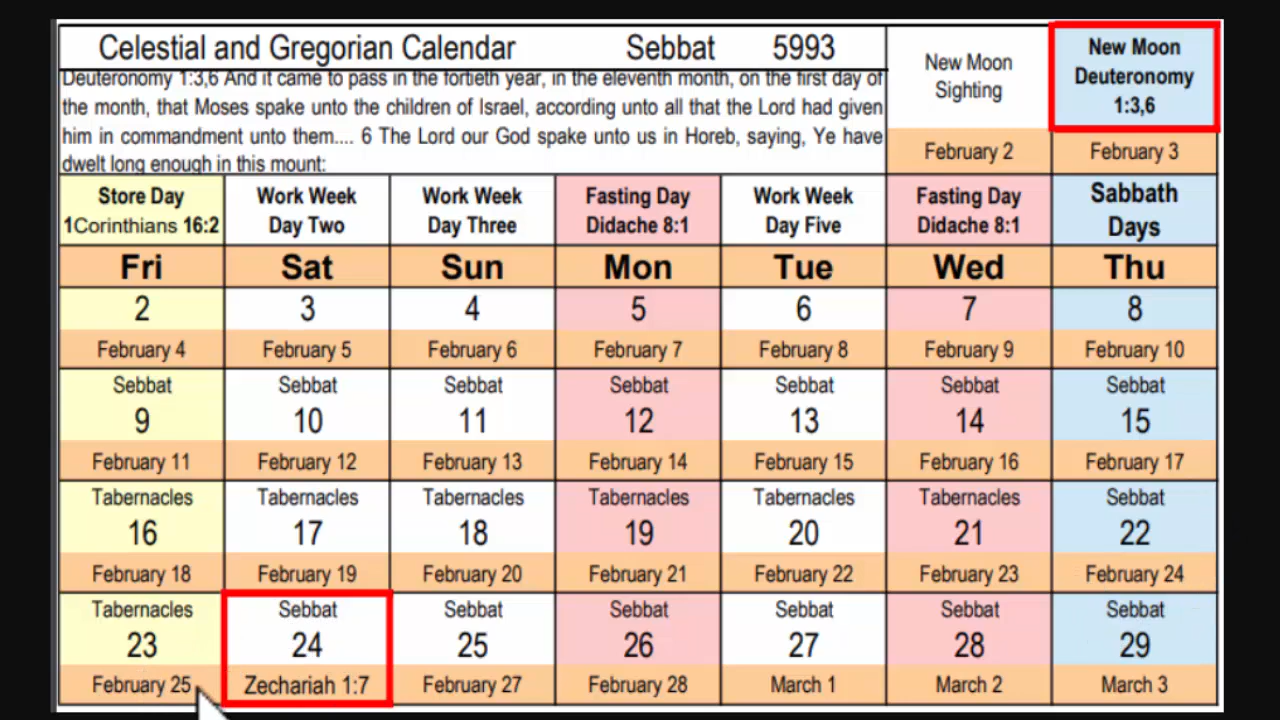 Celestial and Gregorian Calendar Sebbat 5993
Deuteronomy 1:3,6 And it came to pass in the fortieth year, in the eleventh month, on the first day of
the month, that Moses spake unto the children of Israel, according unto all that the Lord had given
him in commandment unto them.... 6 The Lord our God spake unto us in Horeb, saying, Ye have
dwelt long enough in this mount:
New Moon
Sighting
February 2
New Moon
Deuteronomy
1:3,6
February 3
Store Day
1Corinthians 16:2
Work Week
Day Two
Work Week
Day Three
Fasting Day
Didache 8:1
Work Week
Day Five
Fasting Day
Didache 8:1
Sabbath
Days
Fri Sat Sun Mon Tue Wed Thu
2 3 4 5 6 7 8
February 4 February 5 February 6 February 7 February 8 February 9 February 10
Sebbat Sebbat Sebbat Sebbat Sebbat Sebbat Sebbat
9 10 11 12 13 14 15
February 11 February 12 February 13 February 14 February 15 February 16 February 17
Tabernacles Tabernacles Tabernacles Tabernacles Tabernacles Tabernacles Sebbat
16 17 18 19 20 21 22
February 18 February 19 February 20 February 21 February 22 February 23 February 24
Tabernacles Sebbat Sebbat Sebbat Sebbat Sebbat Sebbat
23 24 25 26 27 28 29
February 25 Zechariah 1:7 February 27 February 28 March 1 March 2 March 3